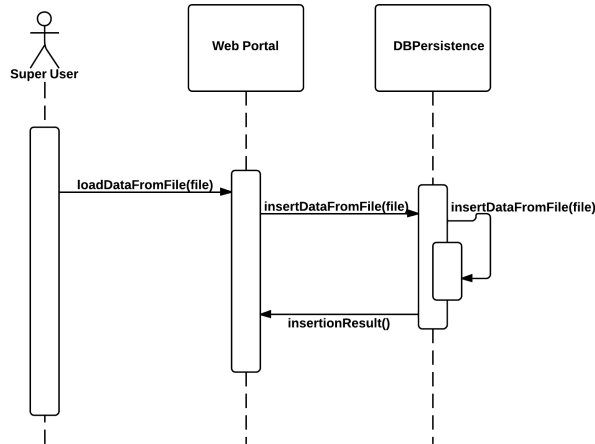 Super User
Web Portal
DBPersistence
loadDataFromFile(file)
insertDataFromFile(file)
insertDataFromFile(file)
insertionResult()